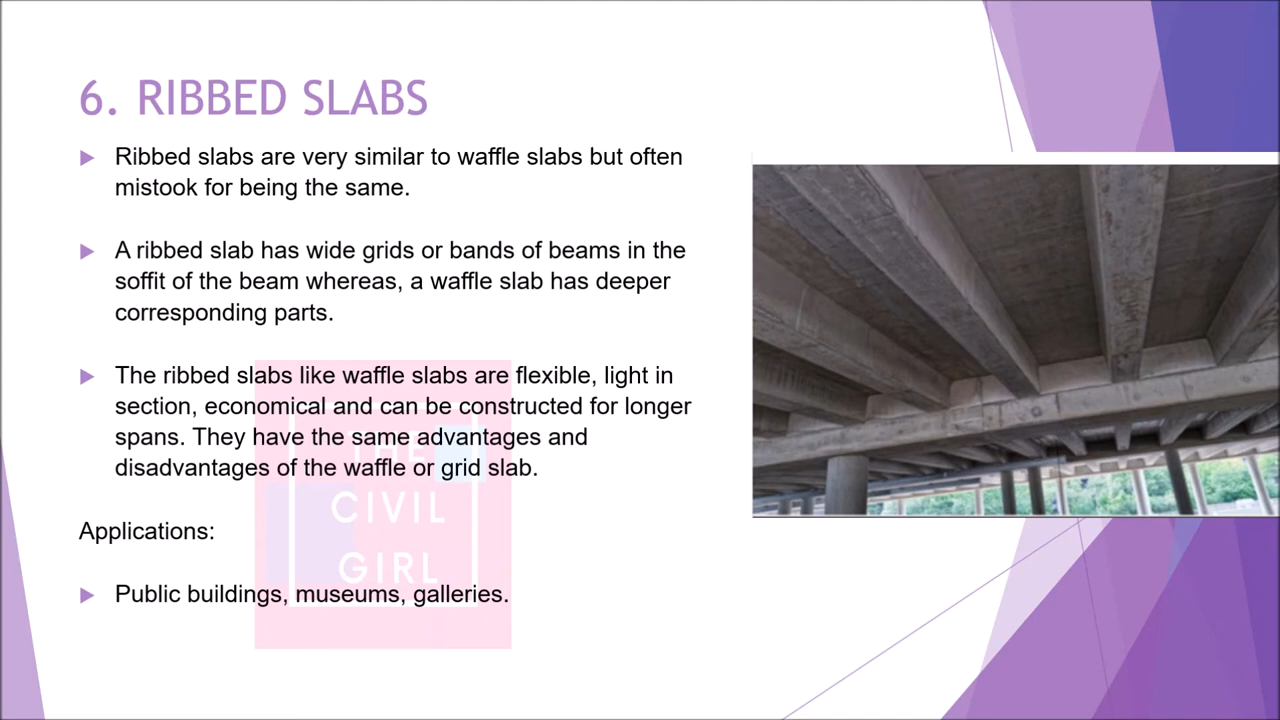 6. RIBBED SLABS
Ribbed slabs are very similar to waffle slabs but often
mistook for being the same.
A ribbed slab has wide grids or bands of beams in the
soffit of the beam whereas, a waffle slab has deeper
corresponding parts.
The ribbed slabs like waffle slabs are flexible, light in
section, economical and can be constructed for longer
spans. They have the same advantages and
disadvantages of the waffle or grid slab.
THE
CIVIL
GIRL
Applications:
Public buildings, museums, galleries.